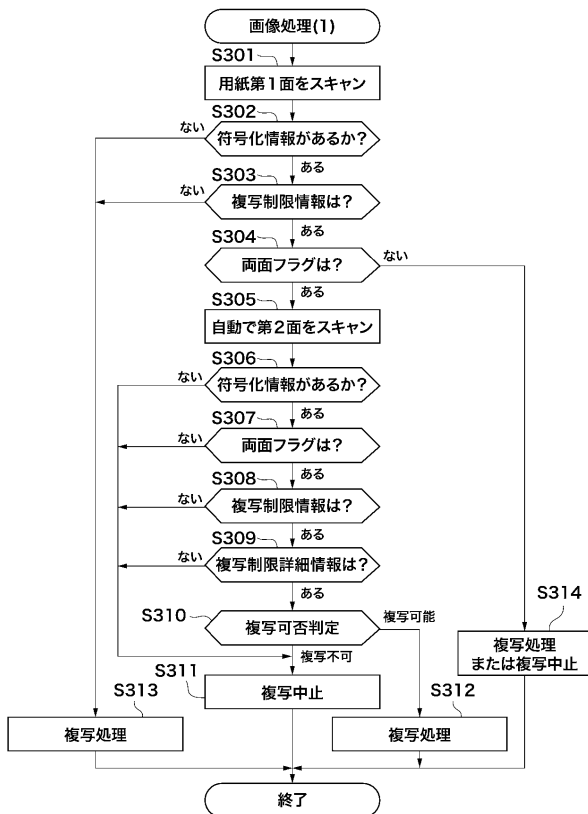 画像処理(1)
S301
用紙第1面をスキャン
S302
ない
符号化情報があるか?
ある
S303
ない
複写制限情報は?
ある
S304
ない
両面フラグは?
ある
S305
自動で第2面をスキャン
S306
ない
符号化情報があるか?
ある
S307
ない
両面フラグは?
ある
S308
ない
複写制限情報は?
ある
S309
ない
複写制限詳細情報は?
ある
S310
複写可否判定
複写可能
複写不可
S314
複写処理
または複写中止
S311
複写中止
S313
複写処理
S312
複写処理
終了